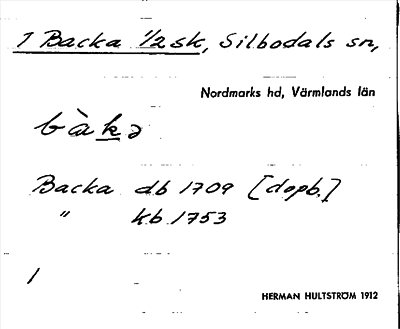 1 Backa 1/2 sk, Silbodals sn,
Nordmarks hd, Värmlands län
bàkə
Backa db 1709 [dopb.]
" kb 1753
1
HERMAN HULTSTRÖM 1912